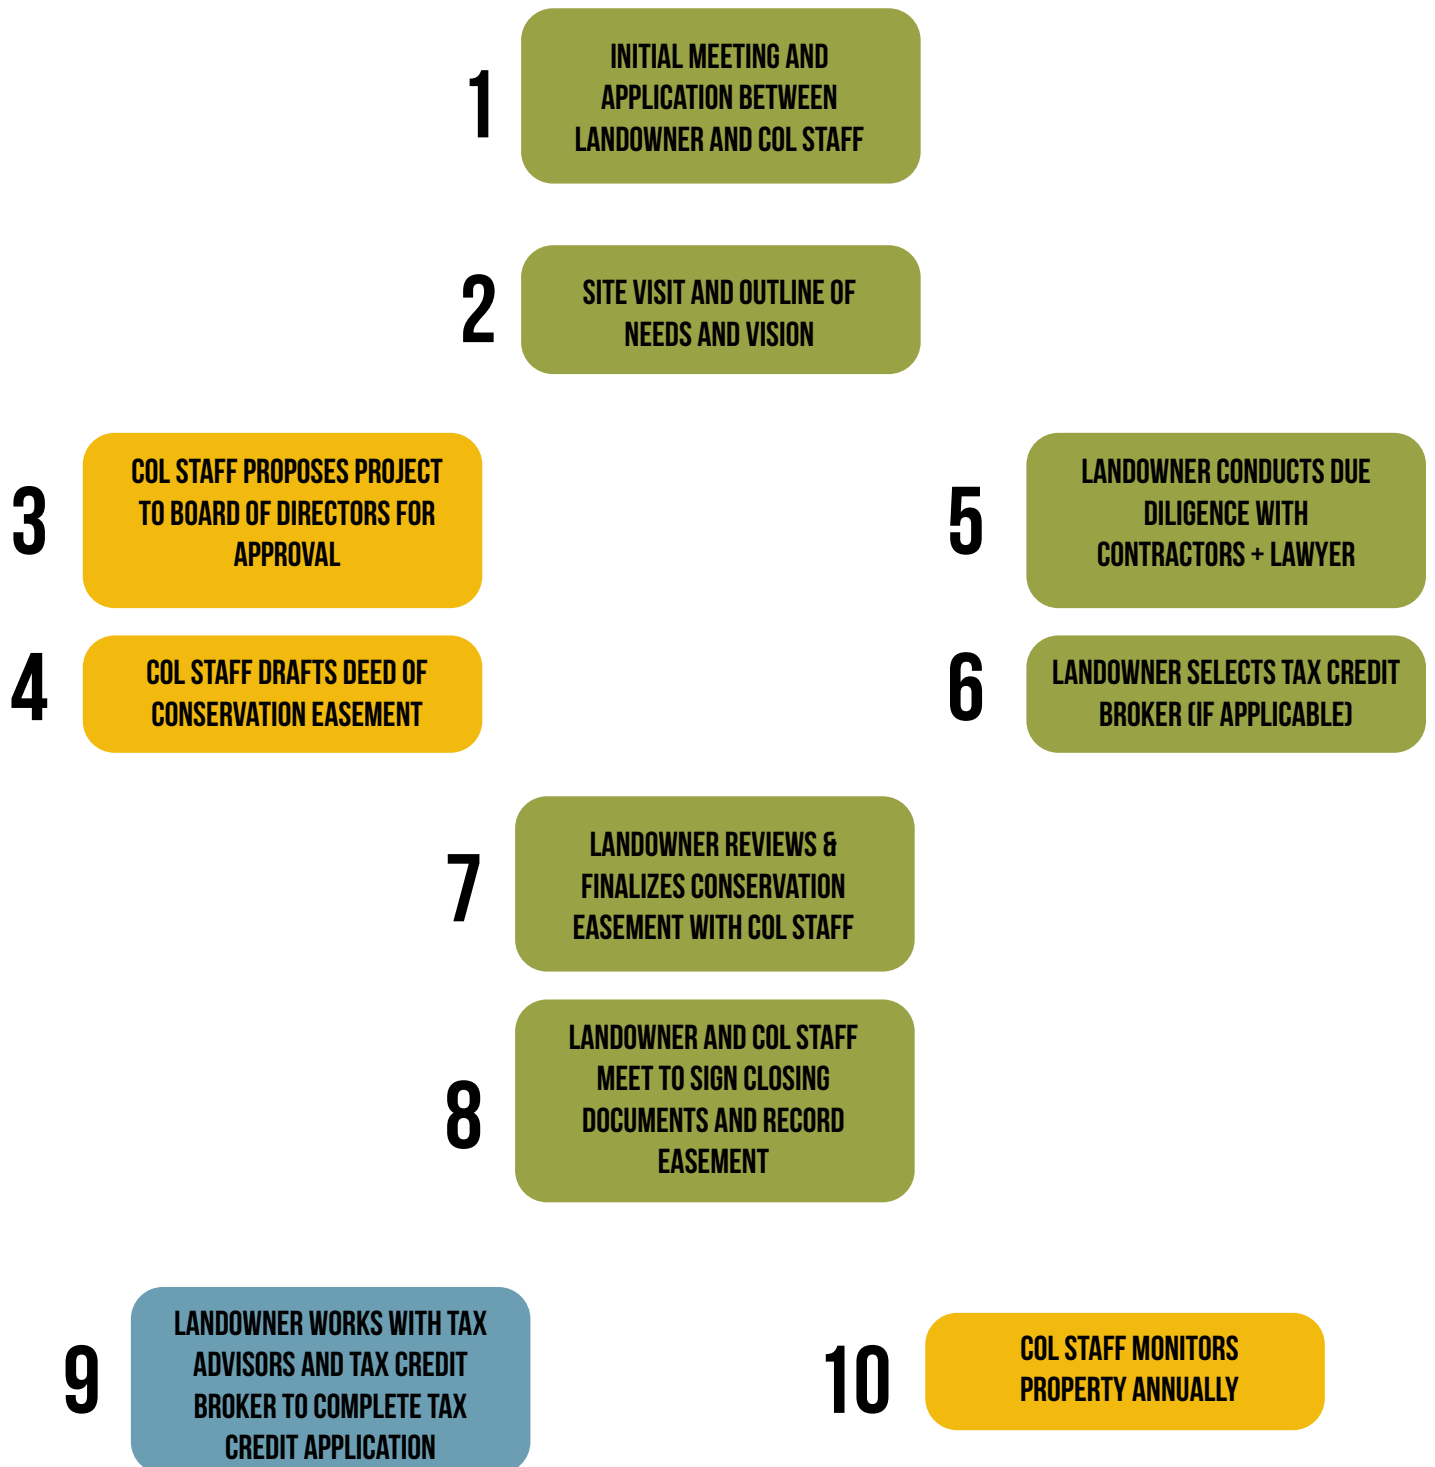 1
INITIAL MEETING AND
APPLICATION BETWEEN
LANDOWNER AND COL STAFF
2
SITE VISIT AND OUTLINE OF
NEEDS AND VISION
3
COL STAFF PROPOSES PROJECT
TO BOARD OF DIRECTORS FOR
APPROVAL
4
COL STAFF DRAFTS DEED OF
CONSERVATION EASEMENT
5
LANDOWNER CONDUCTS DUE
DILIGENCE WITH
CONTRACTORS + LAWYER
6
LANDOWNER SELECTS TAX CREDIT
BROKER (IF APPLICABLE)
7
LANDOWNER REVIEWS &
FINALIZES CONSERVATION
EASEMENT WITH COL STAFF
8
LANDOWNER AND COL STAFF
MEET TO SIGN CLOSING
DOCUMENTS AND RECORD
EASEMENT
9
LANDOWNER WORKS WITH TAX
ADVISORS AND TAX CREDIT
BROKER TO COMPLETE TAX
CREDIT APPLICATION
10
COL STAFF MONITORS
PROPERTY ANNUALLY